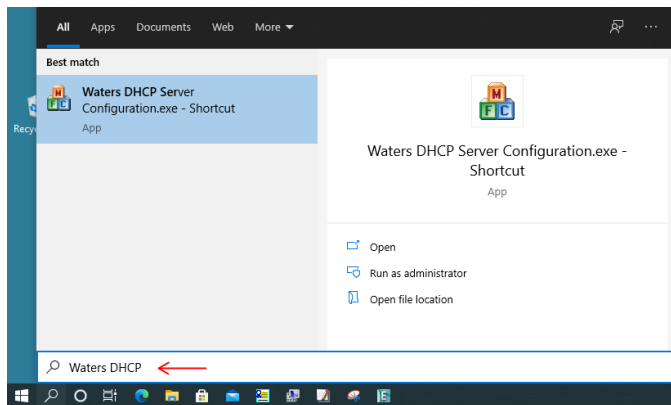 All Apps Documents Web More
Best match
Waters DHCP Server
Configuration.exe - Shortcut
App
Recy
M
F C
Waters DHCP Server Configuration.exe -
Shortcut
App
Open
Run as administrator
Open file location
Waters DHCP